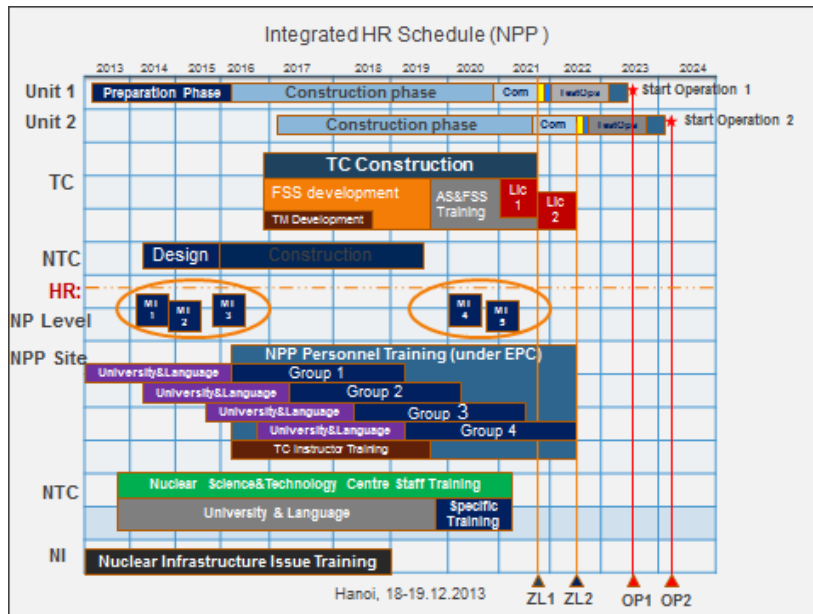 Integrated HR Schedule (NPP )
2013 2014 2015 2016 2017 2018 2019 2020 2021 2022 2023 2024
Unit 1
Preparation Phase
Construction phase
Com
TestOps
Start Operation 1
Unit 2
Construction phase
Com
TestOps
Start Operation 2
TC
TC Construction
FSS development
AS&FSS
Training
Lic
1
Lic
2
TM Development
NTC
Design
Construction
HR:
NP Level
MI
1
MI
2
MI
3
MI
4
MI
5
NPP Site
NPP Personnel Training (under EPC)
University&Language
Group 1
University&Language
Group 2
University&Language
Group 3
University&Language
Group 4
TC Instructor Training
NTC
Nuclear Science&Technology Centre Staff Training
University & Language
Specific
Training
NI
Nuclear Infrastructure Issue Training
Hanoi, 18-19.12.2013
ZL1 ZL2 OP1 OP2